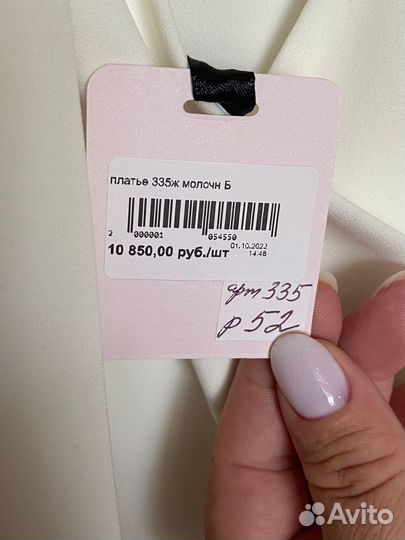 платье 335ж молочн Б
2 000001 054550
01.10.2022
10 850,00 руб./шт 14:48
арт 335
р 52
Avito